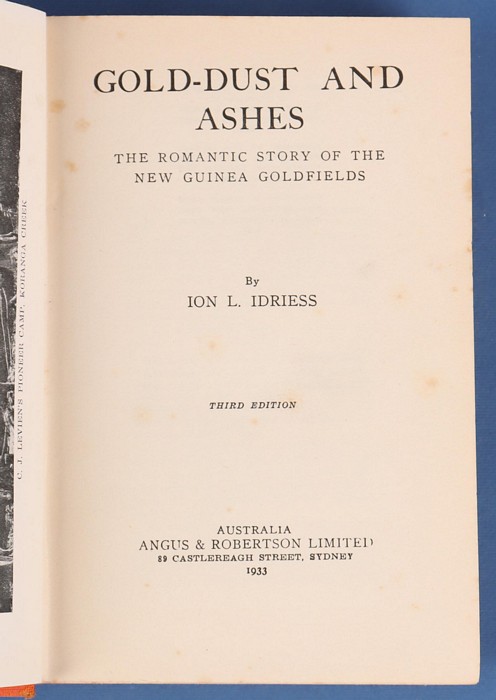 C. J. LEVIEN'S PIONEER CAMP, KORANGA CREEK
GOLD-DUST AND
ASHES
THE ROMANTIC STORY OF THE
NEW GUINEA GOLDFIELDS
By
ION L. IDRIESS
THIRD EDITION
AUSTRALIA
ANGUS & ROBERTSON LIMITED
89 CASTLEREAGH STREET, SYDNEY
1933